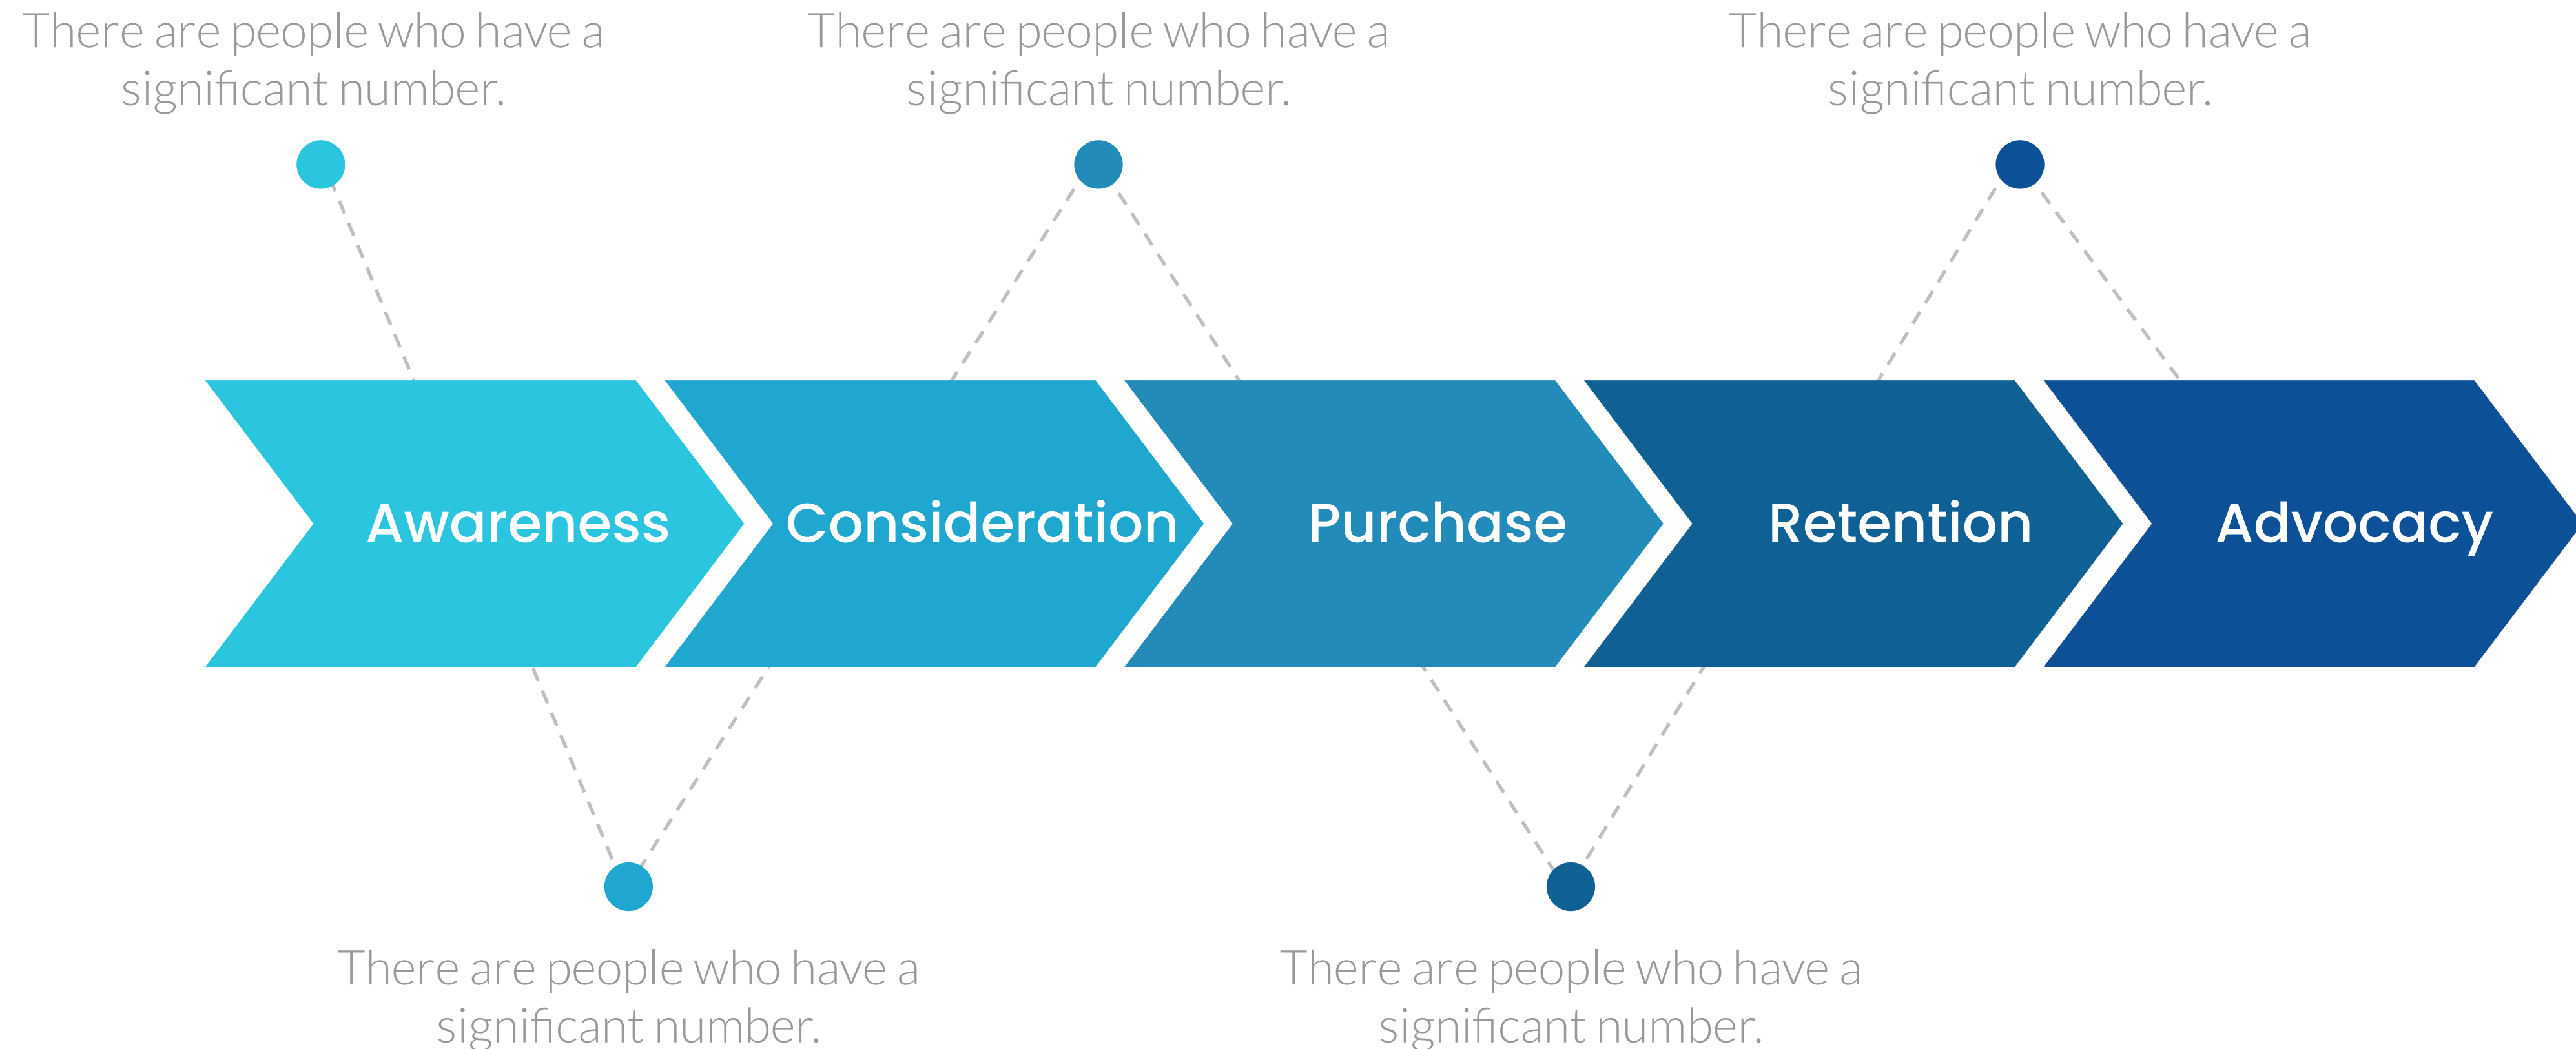 There are people who have a
significant number.
There are people who have a
significant number.
There are people who have a
significant number.
Awareness
Consideration
Purchase
Retention
Advocacy
There are people who have a
significant number.
There are people who have a
significant number.